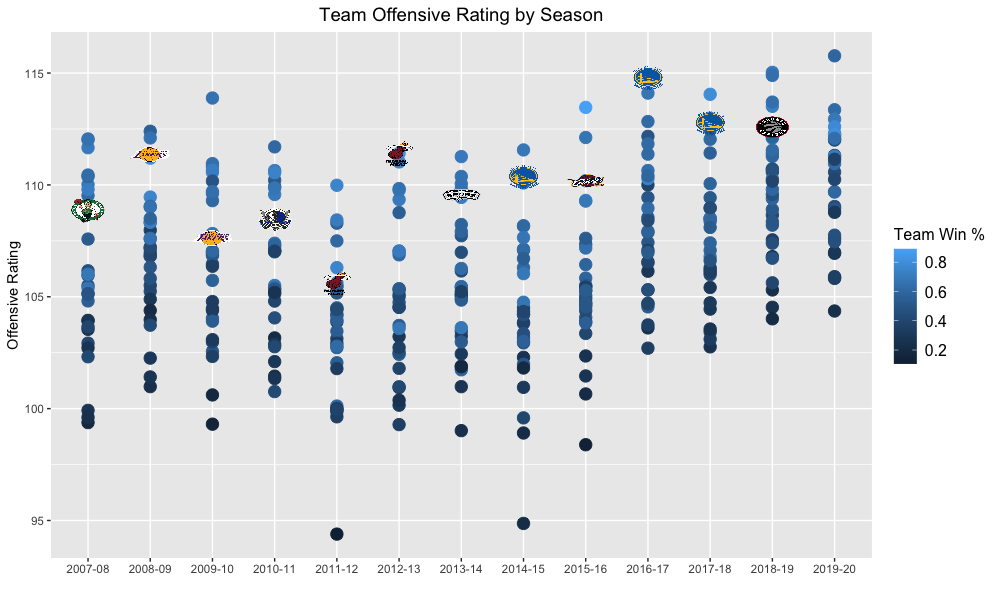 Team Offensive Rating by Season
Offensive Rating
115
110
105
100
95
2007-08 2008-09 2009-10 2010-11 2011-12 2012-13 2013-14 2014-15 2015-16 2016-17 2017-18 2018-19 2019-20
Team Win %
0.8
0.6
0.4
0.2
LAKERS
LAKERS